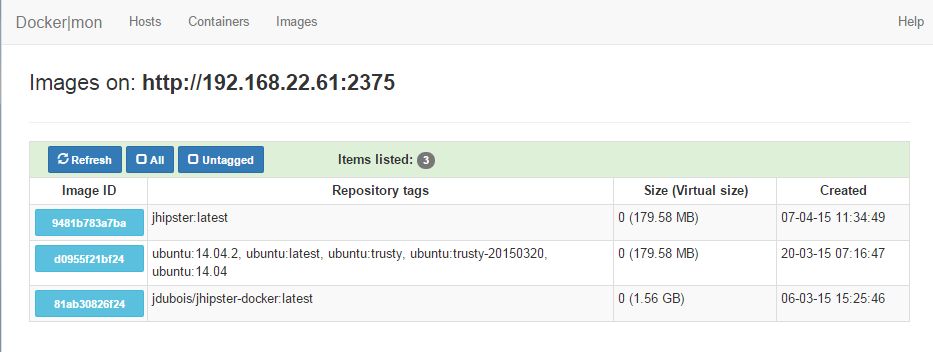 Docker|mon Hosts Containers Images Help
Images on: http://192.168.22.61:2375
Refresh All Untagged Items listed: 3
Image ID Repository tags Size (Virtual size) Created
9481b783a7ba jhipster:latest 0 (179.58 MB) 07-04-15 11:34:49
d0955f21bf24 ubuntu:14.04.2, ubuntu:latest, ubuntu:trusty, ubuntu:trusty-20150320, 0 (179.58 MB) 20-03-15 07:16:47
ubuntu:14.04
81ab30826f24 jdubois/jhipster-docker:latest 0 (1.56 GB) 06-03-15 15:25:46